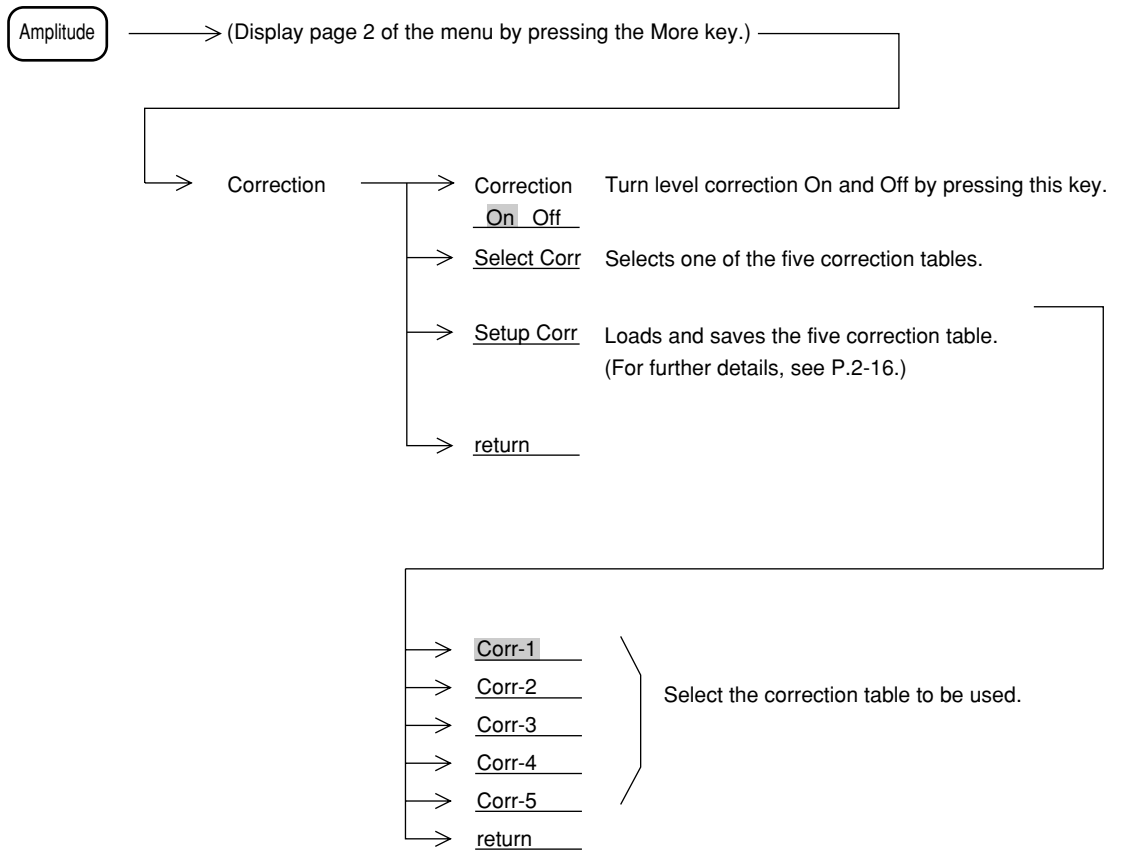 Amplitude (Display page 2 of the menu by pressing the More key.)
Correction Correction Turn level correction On and Off by pressing this key.
On Off
Select Corr Selects one of the five correction tables.
Setup Corr Loads and saves the five correction table.
(For further details, see P.2-16.)
return
Corr-1
Corr-2 Select the correction table to be used.
Corr-3
Corr-4
Corr-5
return